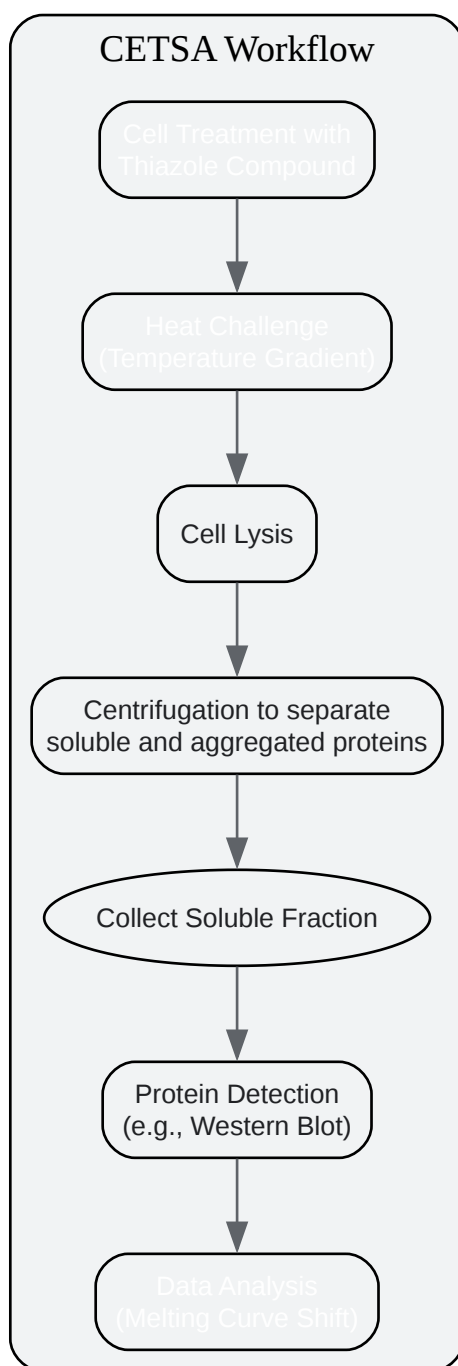 CETSA Workflow
Cell Treatment with
Thiazole Compound
Heat Challenge
(Temperature Gradient)
Cell Lysis
Centrifugation to separate
soluble and aggregated proteins
Collect Soluble Fraction
Protein Detection
(e.g., Western Blot)
Data Analysis
(Melting Curve Shift)